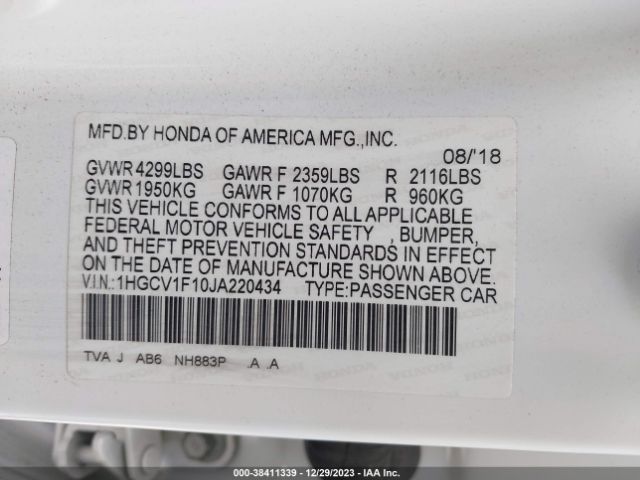 MFD.BY HONDA OF AMERICA MFG.,INC.
08/'18
GVWR 4299LBS GAWR F 2359LBS R 2116LBS
GVWR 1950KG GAWR F 1070KG R 960KG
THIS VEHICLE CONFORMS TO ALL APPLICABLE
FEDERAL MOTOR VEHICLE SAFETY , BUMPER,
AND THEFT PREVENTION STANDARDS IN EFFECT
ON THE DATE OF MANUFACTURE SHOWN ABOVE.
V.I.N.:1HGCV1F10JA220434 TYPE:PASSENGER CAR
TVA J AB6 NH883P .A .A
000-38411339 - 12/29/2023 - IAA Inc.